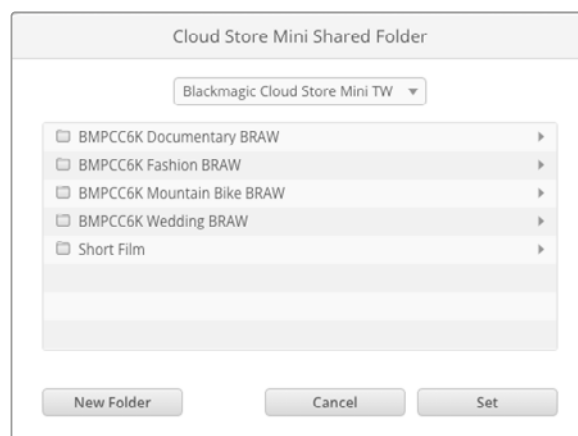 Cloud Store Mini Shared Folder
Blackmagic Cloud Store Mini TW
BMPCC6K Documentary BRAW
BMPCC6K Fashion BRAW
BMPCC6K Mountain Bike BRAW
BMPCC6K Wedding BRAW
Short Film
New Folder Cancel Set